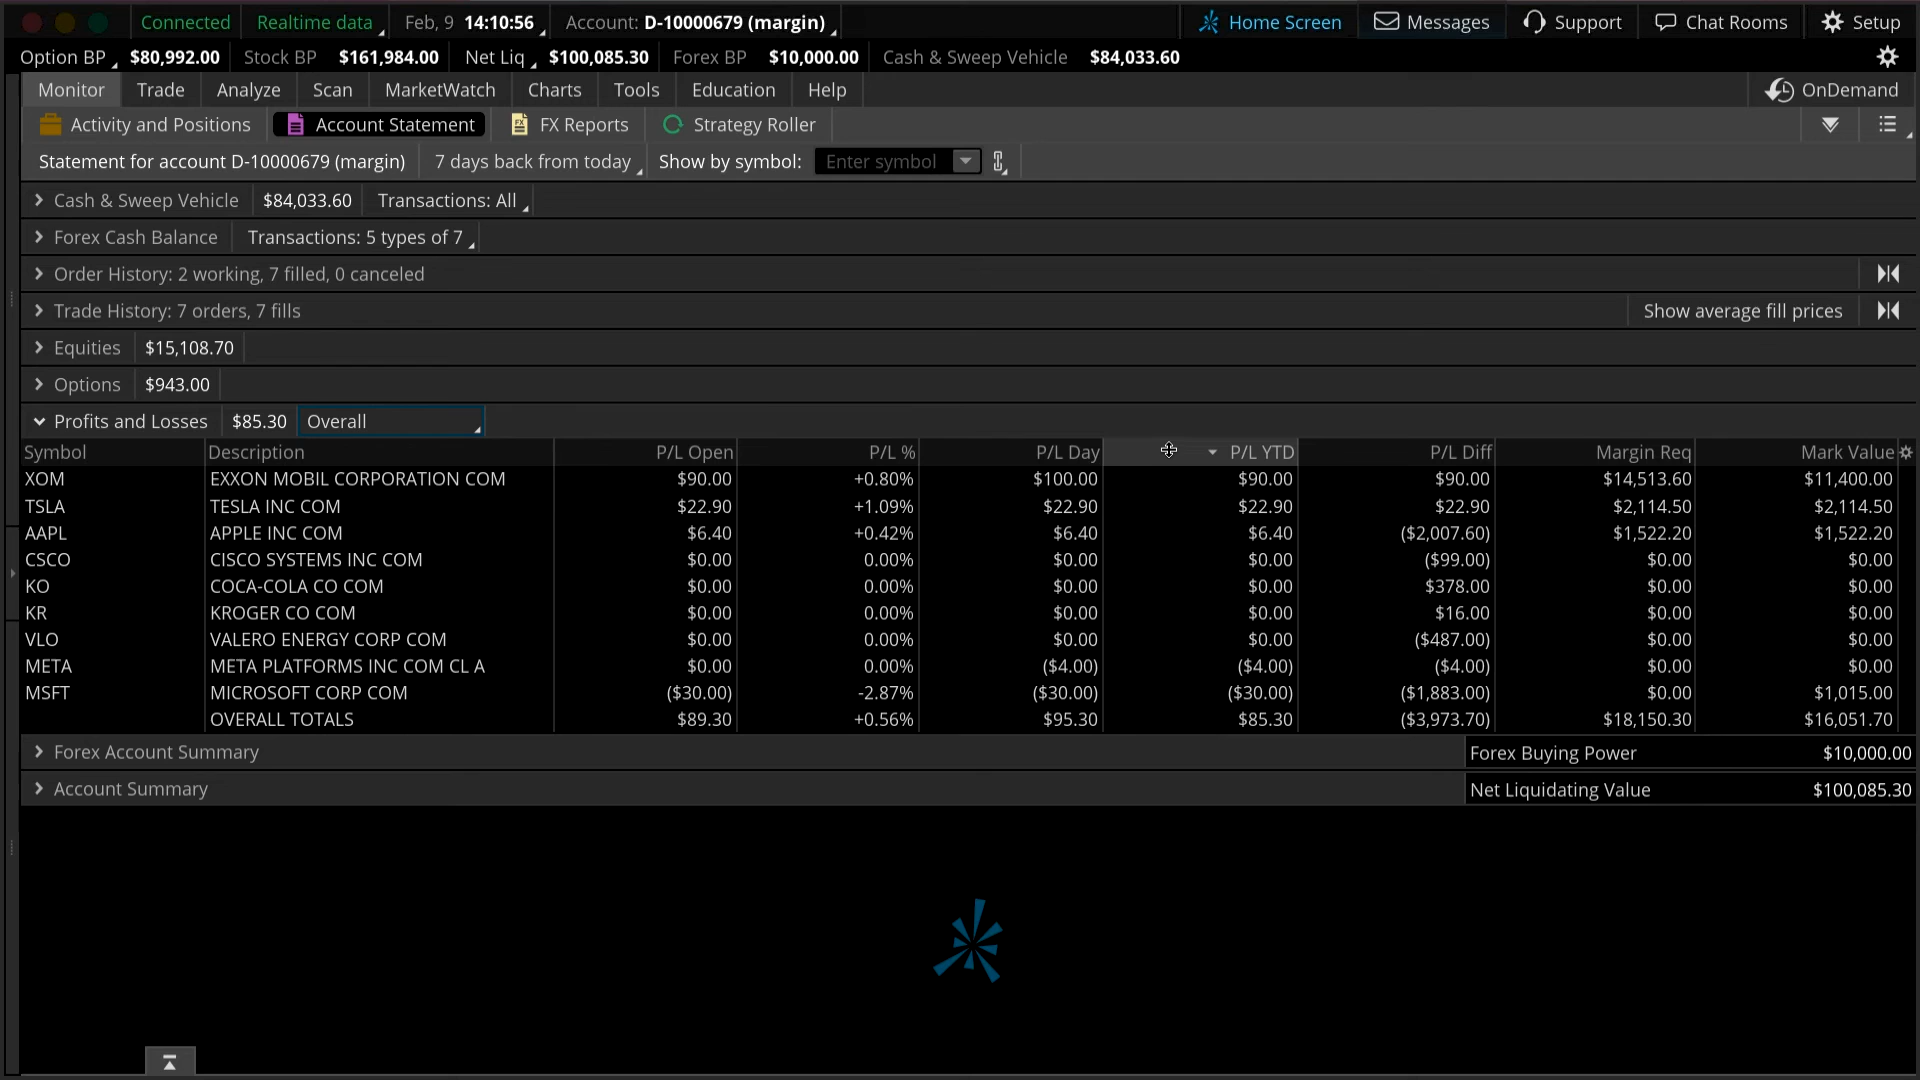 Connected Realtime data Feb, 9 14:10:56 Account: D-10000679 (margin) Home Screen Messages Support Chat Rooms Setup
Option BP $80,992.00 Stock BP $161,984.00 Net Liq $100,085.30 Forex BP $10,000.00 Cash & Sweep Vehicle $84,033.60
Monitor Trade Analyze Scan MarketWatch Charts Tools Education Help OnDemand
Activity and Positions Account Statement FX Reports Strategy Roller
Statement for account D-10000679 (margin) 7 days back from today Show by symbol: Enter symbol
Cash & Sweep Vehicle $84,033.60 Transactions: All
Forex Cash Balance Transactions: 5 types of 7
Order History: 2 working, 7 filled, 0 canceled
Trade History: 7 orders, 7 fills Show average fill prices
Equities $15,108.70
Options $943.00
Profits and Losses $85.30 Overall
Symbol Description P/L Open P/L % P/L Day P/L YTD P/L Diff Margin Req Mark Value
XOM EXXON MOBIL CORPORATION COM $90.00 +0.80% $100.00 $90.00 $90.00 $14,513.60 $11,400.00
TSLA TESLA INC COM $22.90 +1.09% $22.90 $22.90 $22.90 $2,114.50 $2,114.50
AAPL APPLE INC COM $6.40 +0.42% $6.40 $6.40 ($2,007.60) $1,522.20 $1,522.20
CSCO CISCO SYSTEMS INC COM $0.00 0.00% $0.00 $0.00 ($99.00) $0.00 $0.00
KO COCA-COLA CO COM $0.00 0.00% $0.00 $0.00 $378.00 $0.00 $0.00
KR KROGER CO COM $0.00 0.00% $0.00 $0.00 $16.00 $0.00 $0.00
VLO VALERO ENERGY CORP COM $0.00 0.00% $0.00 $0.00 ($487.00) $0.00 $0.00
META META PLATFORMS INC COM CL A $0.00 0.00% ($4.00) ($4.00) ($4.00) $0.00 $0.00
MSFT MICROSOFT CORP COM ($30.00) -2.87% ($30.00) ($30.00) ($1,883.00) $0.00 $1,015.00
OVERALL TOTALS $89.30 +0.56% $95.30 $85.30 ($3,973.70) $18,150.30 $16,051.70
Forex Account Summary Forex Buying Power $10,000.00
Account Summary Net Liquidating Value $100,085.30